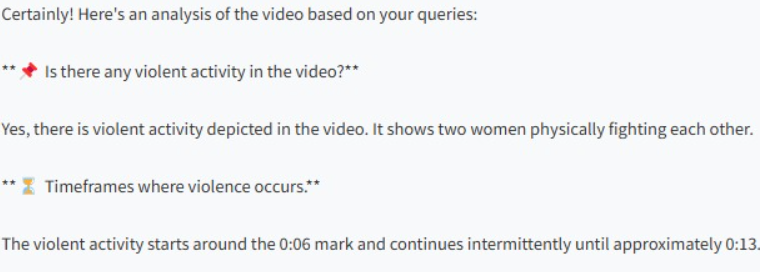 Certainly! Here's an analysis of the video based on your queries:
** 📌 Is there any violent activity in the video?**
Yes, there is violent activity depicted in the video. It shows two women physically fighting each other.
** ⏳ Timeframes where violence occurs.**
The violent activity starts around the 0:06 mark and continues intermittently until approximately 0:13.